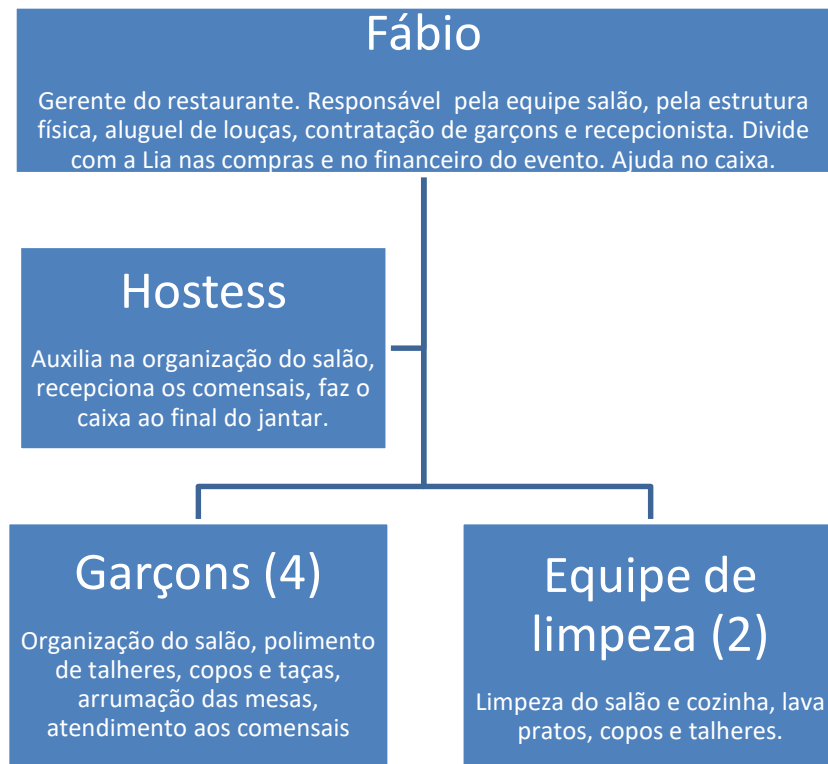 Fábio
Gerente do restaurante. Responsável pela equipe salão, pela estrutura
física, aluguel de louças, contratação de garçons e recepcionista. Divide
com a Lia nas compras e no financeiro do evento. Ajuda no caixa.
Hostess
Auxilia na organização do salão,
recepciona os comensais, faz o
caixa ao final do jantar.
Garçons (4)
Organização do salão, polimento
de talheres, copos e taças,
arrumação das mesas,
atendimento aos comensais
Equipe de
limpeza (2)
Limpeza do salão e cozinha, lava
pratos, copos e talheres.